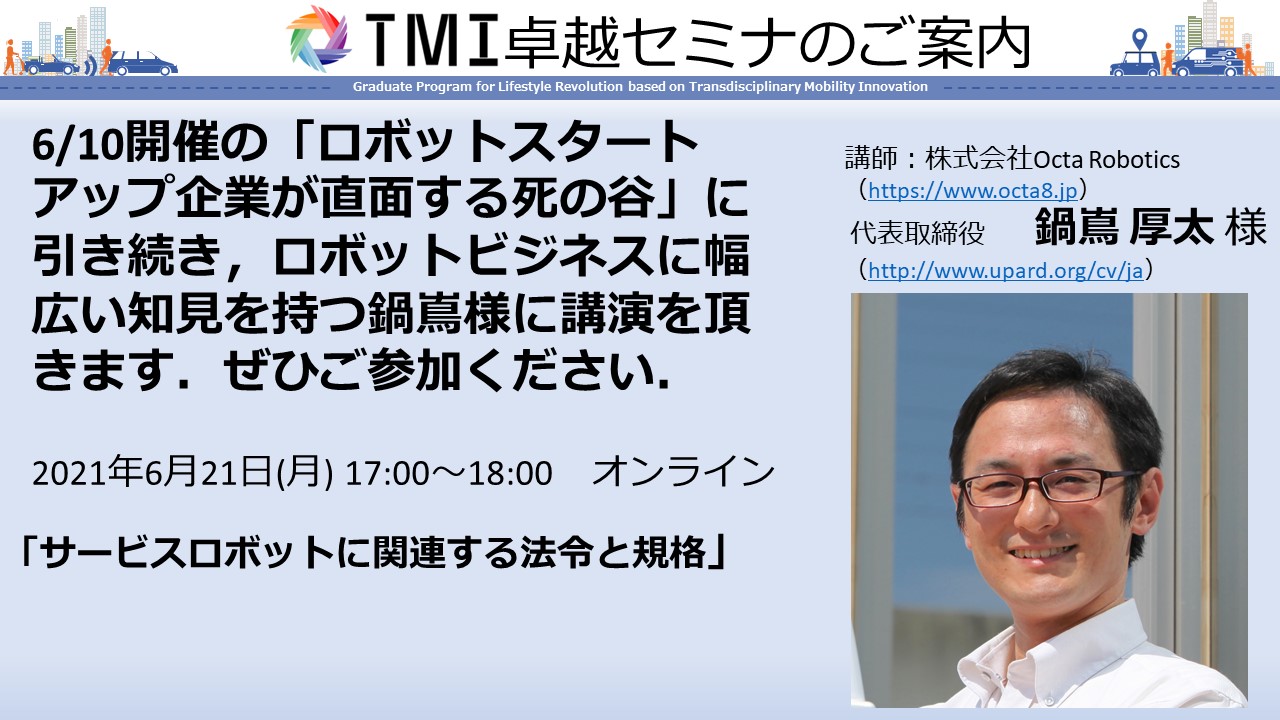 TMI卓越セミナのご案内
Graduate Program for Lifestyle Revolution based on Transdisciplinary Mobility Innovation
6/10開催の「ロボットスタート
アップ企業が直面する死の谷」に
引き続き，ロボットビジネスに幅
広い知見を持つ鍋嶌様に講演を頂
きます．ぜひご参加ください．
2021年6月21日(月) 17:00～18:00　オンライン
「サービスロボットに関連する法令と規格」
講師：株式会社Octa Robotics
（https://www.octa8.jp）
代表取締役　鍋嶌 厚太 様
（http://www.upard.org/cv/ja）